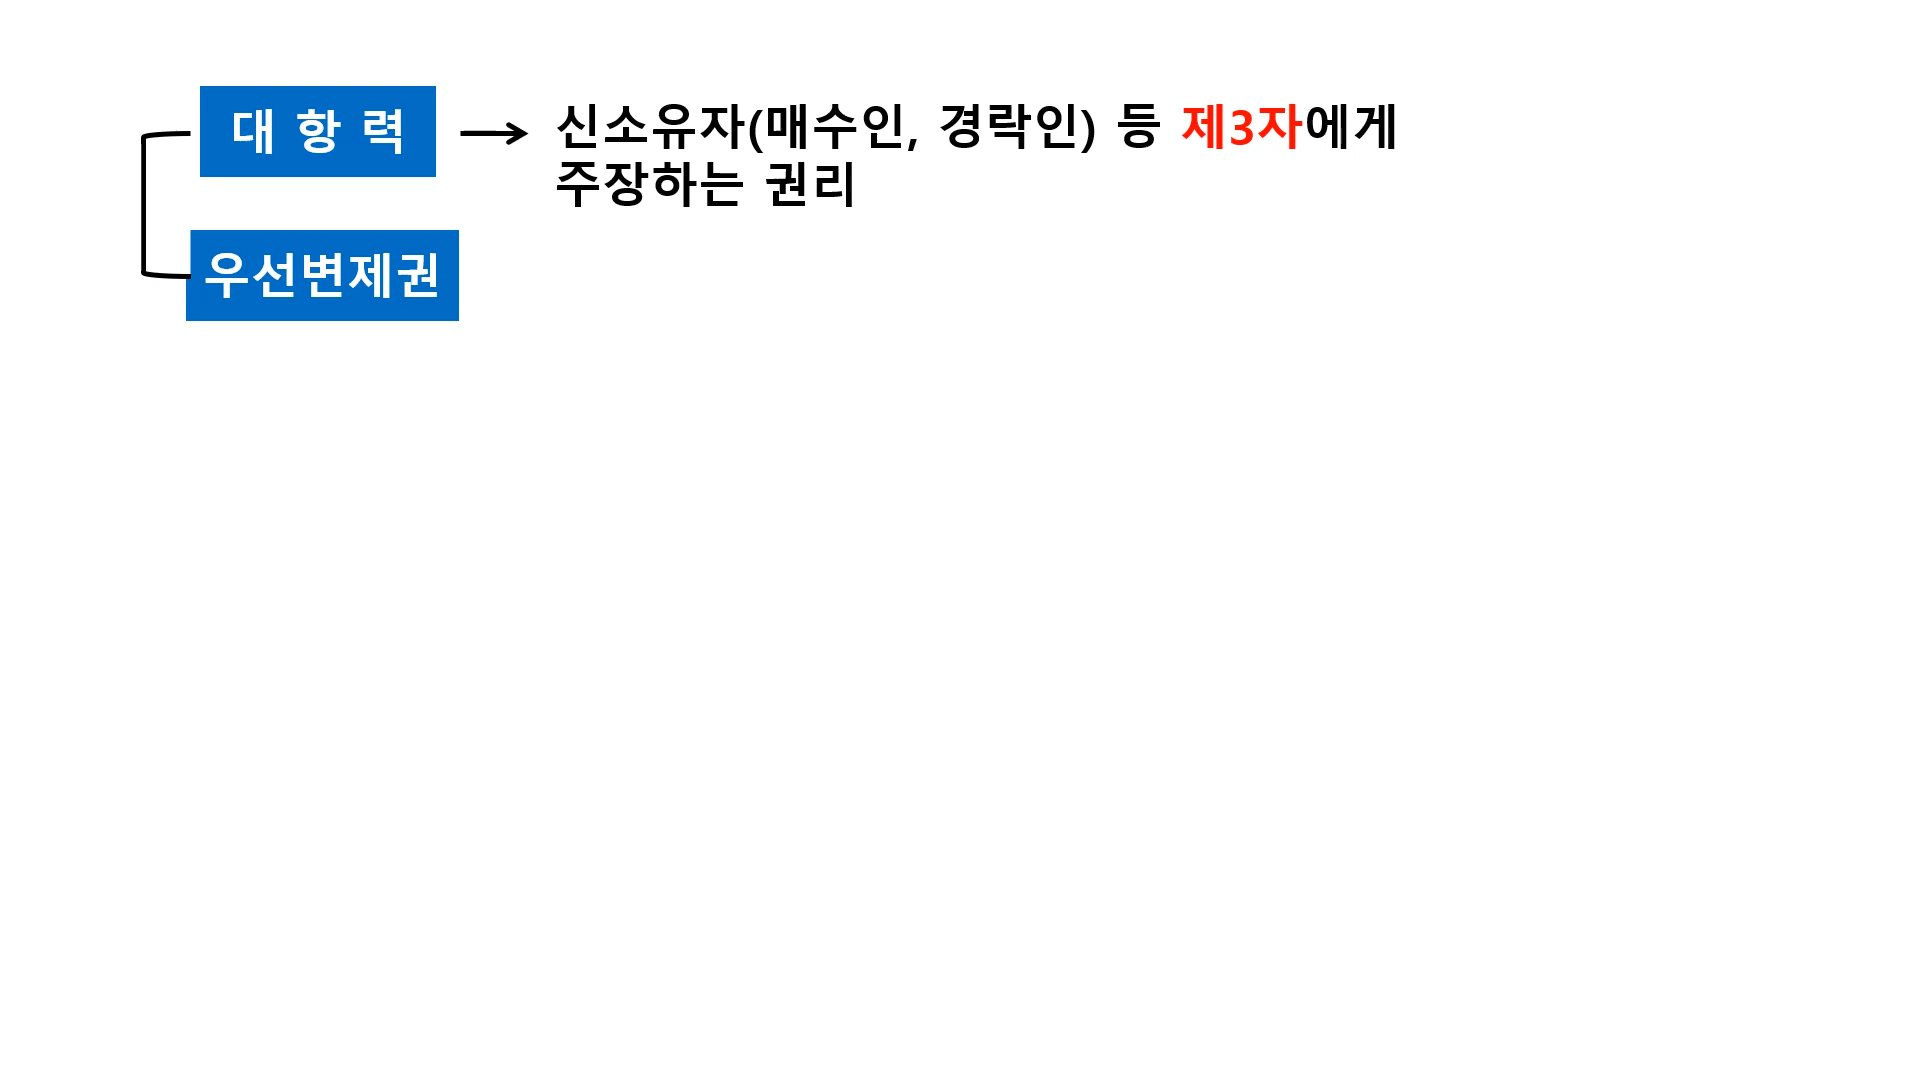 대 항 력 → 신소유자(매수인, 경락인) 등 제3자에게
주장하는 권리
우선변제권